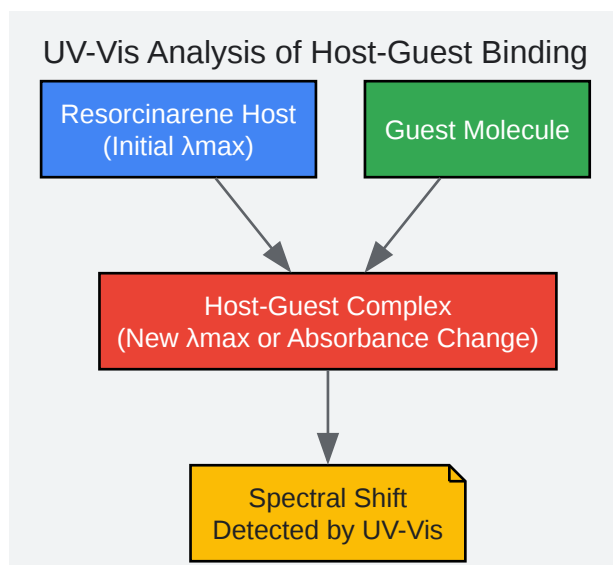 UV-Vis Analysis of Host-Guest Binding
Resorcinarene Host
(Initial λmax)
Guest Molecule
Host-Guest Complex
(New λmax or Absorbance Change)
Spectral Shift
Detected by UV-Vis